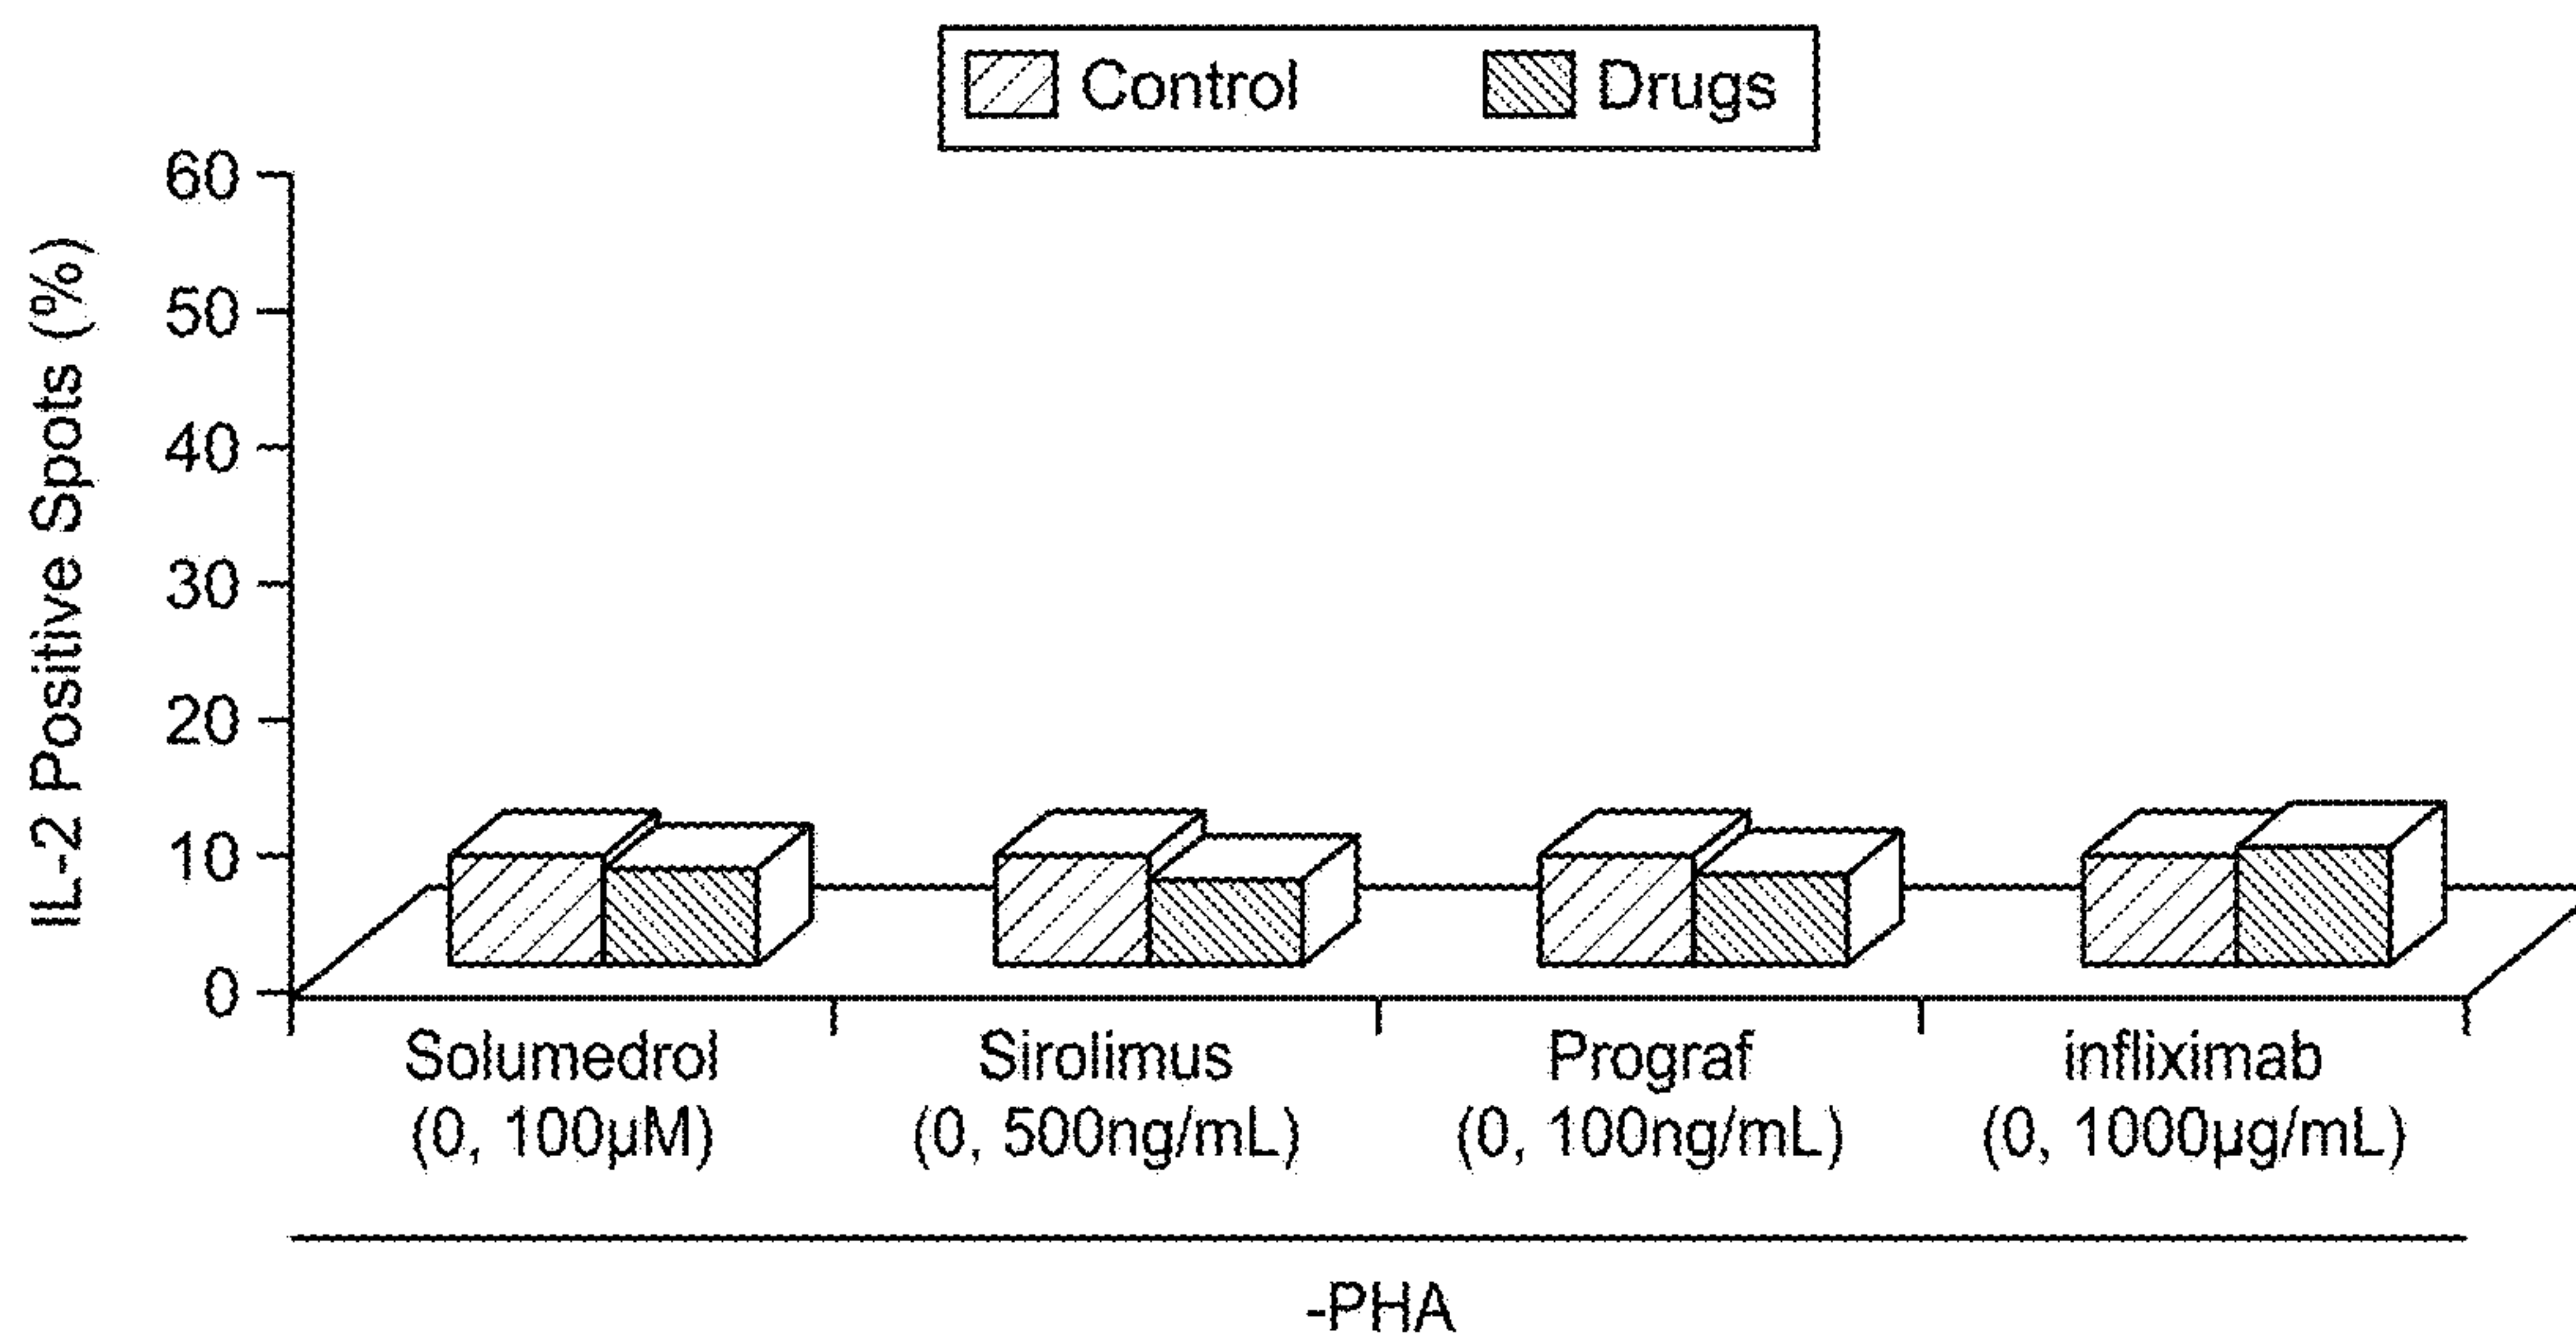 Control Drugs
60
50
40
30
20
10
0
IL-2 Positive Spots (%)
Solumedrol Sirolimus Prograf infliximab
(0, 100µM) (0, 500ng/mL) (0, 100ng/mL) (0, 1000µg/mL)
-PHA